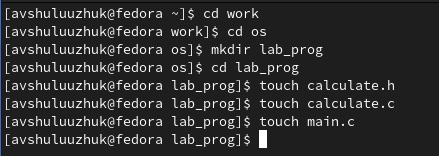 [avshuluuzhuk@fedora ~]$ cd work
[avshuluuzhuk@fedora work]$ cd os
[avshuluuzhuk@fedora os]$ mkdir lab_prog
[avshuluuzhuk@fedora os]$ cd lab_prog
[avshuluuzhuk@fedora lab_prog]$ touch calculate.h
[avshuluuzhuk@fedora lab_prog]$ touch calculate.c
[avshuluuzhuk@fedora lab_prog]$ touch main.c
[avshuluuzhuk@fedora lab_prog]$